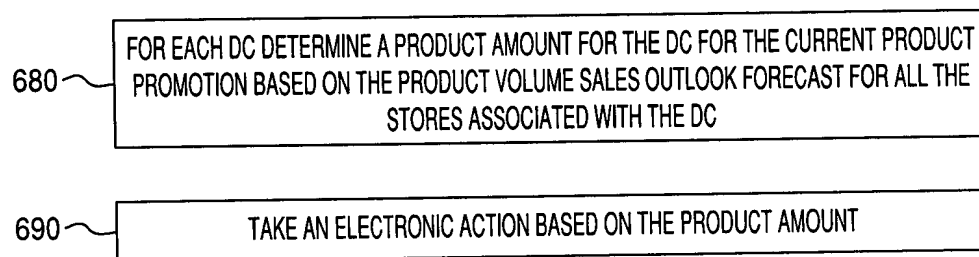 680
FOR EACH DC DETERMINE A PRODUCT AMOUNT FOR THE DC FOR THE CURRENT PRODUCT
PROMOTION BASED ON THE PRODUCT VOLUME SALES OUTLOOK FORECAST FOR ALL THE
STORES ASSOCIATED WITH THE DC
690
TAKE AN ELECTRONIC ACTION BASED ON THE PRODUCT AMOUNT